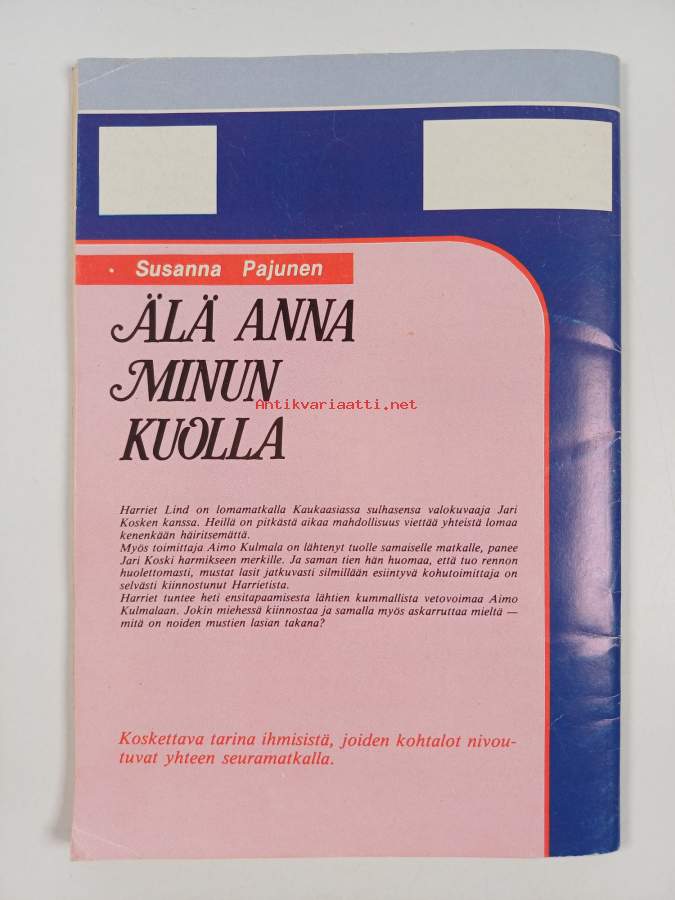 · Susanna Pajunen
ÄLÄ ANNA
MINUN
Antikvariaatti.net
KUOLLA
Harriet Lind on lomamatkalla Kaukaasiassa sulhasensa valokuvaaja Jari
Kosken kanssa. Heillä on pitkästä aikaa mahdollisuus viettää yhteistä lomaa
kenenkään häiritsemättä.
Myös toimittaja Aimo Kulmala on lähtenyt tuolle samaiselle matkalle, panee
Jari Koski harmikseen merkille. Ja saman tien hän huomaa, että tuo rennon
huolettomasti, mustat lasit jatkuvasti silmillään esiintyvä kohutoimittaja on
selvästi kiinnostunut Harrietista.
Harriet tuntee heti ensitapaamisesta lähtien kummallista vetovoimaa Aimo
Kulmalaan. Jokin miehessä kiinnostaa ja samalla myös askarruttaa mieltä —
mitä on noiden mustien lasian takana?
Koskettava tarina ihmisistä, joiden kohtalot nivou-
tuvat yhteen seuramatkalla.